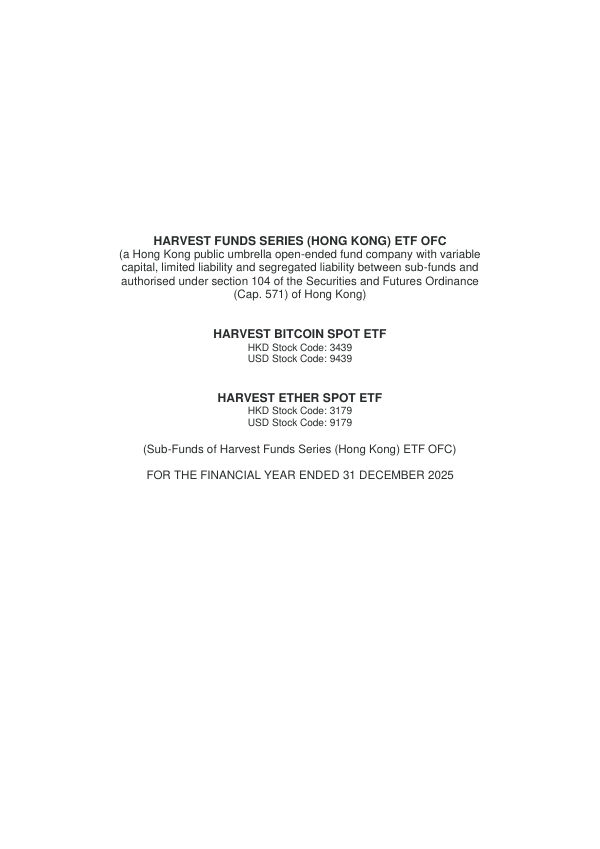 HARVEST FUNDS SERIES (HONG KONG) ETF OFC
(a Hong Kong public umbrella open-ended fund company with variable
capital, limited liability and segregated liability between sub-funds and
authorised under section 104 of the Securities and Futures Ordinance
(Cap. 571) of Hong Kong)
HARVEST BITCOIN SPOT ETF
HKD Stock Code: 3439
USD Stock Code: 9439
HARVEST ETHER SPOT ETF
HKD Stock Code: 3179
USD Stock Code: 9179
(Sub-Funds of Harvest Funds Series (Hong Kong) ETF OFC)
FOR THE FINANCIAL YEAR ENDED 31 DECEMBER 2025